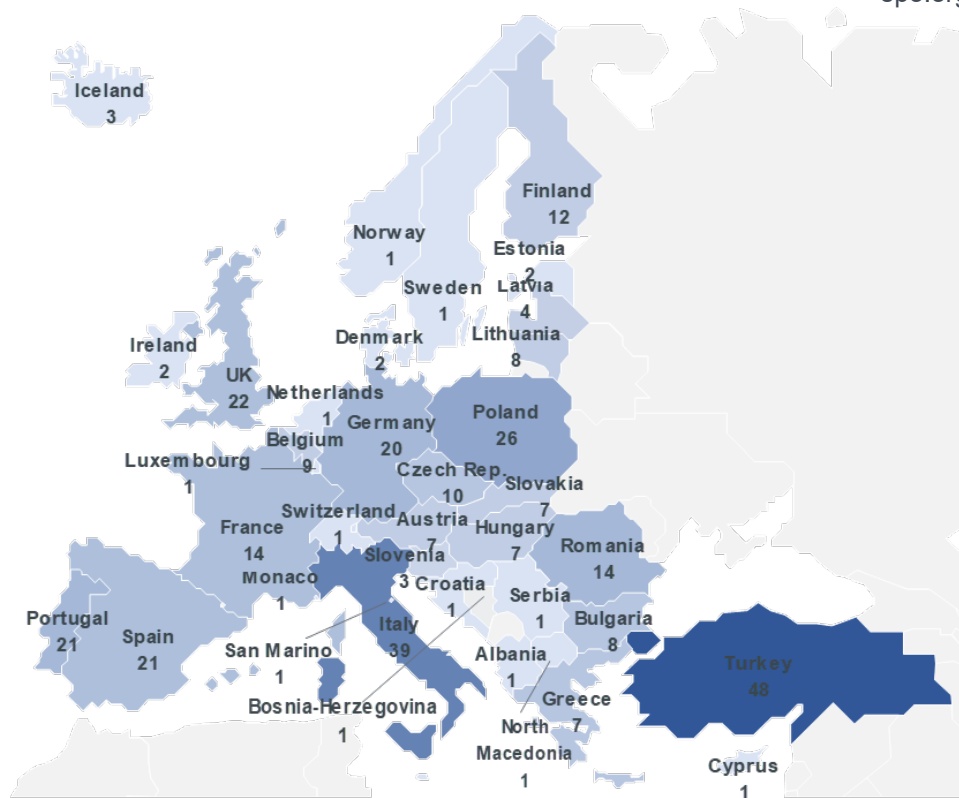 epo.org
Iceland
3
Finland
12
Norway
1
Estonia
2
Sweden
1
Latvia
4
Denmark
2
Lithuania
8
Ireland
2
UK
22
Netherlands
1
Germany
20
Poland
26
Belgium
9
Luxembourg
1
Czech Rep.
10
Slovakia
7
Switzerland
1
Austria
7
Hungary
7
France
14
Romania
14
Slovenia
3
Monaco
1
Croatia
1
Serbia
1
Portugal
21
Spain
21
Italy
39
Bulgaria
8
San Marino
1
Albania
1
Turkey
48
Bosnia-Herzegovina
1
Greece
7
North
Macedonia
1
Cyprus
1